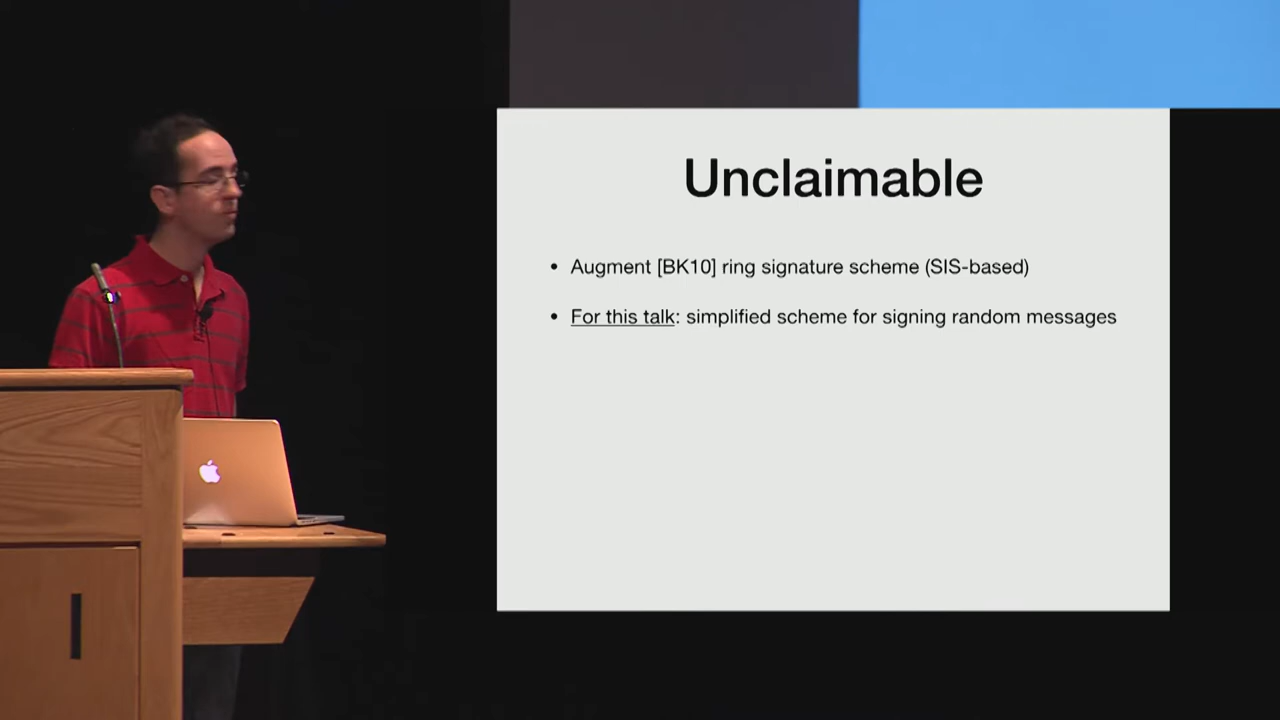 Unclaimable
• Augment [BK10] ring signature scheme (SIS-based)
• For this talk: simplified scheme for signing random messages